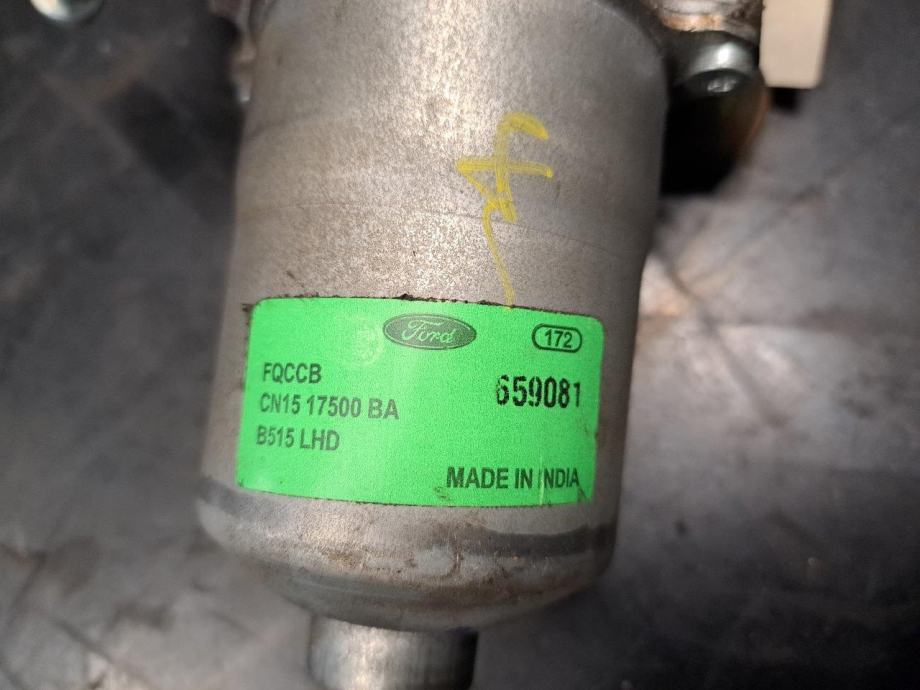 Ford
172
FQCCB
659081
CN15 17500 BA
B515 LHD
MADE IN INDIA